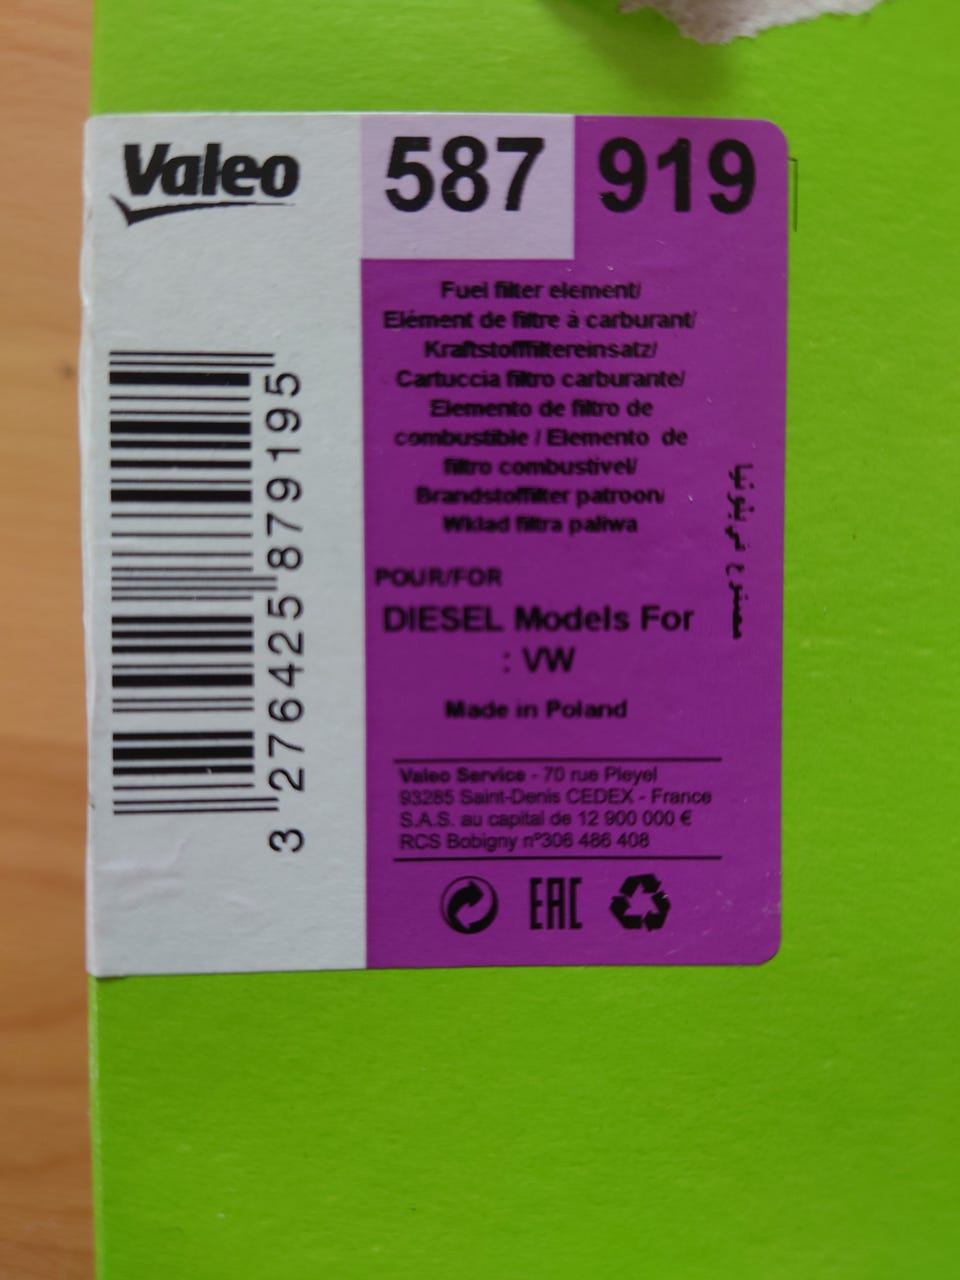 Valeo
587 919
Fuel filter element/
Elément de filtre à carburant/
Kraftstofffiltereinsatz/
Cartuccia filtro carburante/
Elemento de filtro de
combustible / Elemento de
filtro combustivel/
Brandstoffilter patroon/
Wklad filtra paliwa
POUR/FOR
DIESEL Models For
: VW
Made in Poland
Valeo Service - 70 rue Pleyel
93285 Saint-Denis CEDEX - France
S.A.S. au capital de 12 900 000 €
RCS Bobigny n°306 486 408
EAC
3 276425 879195